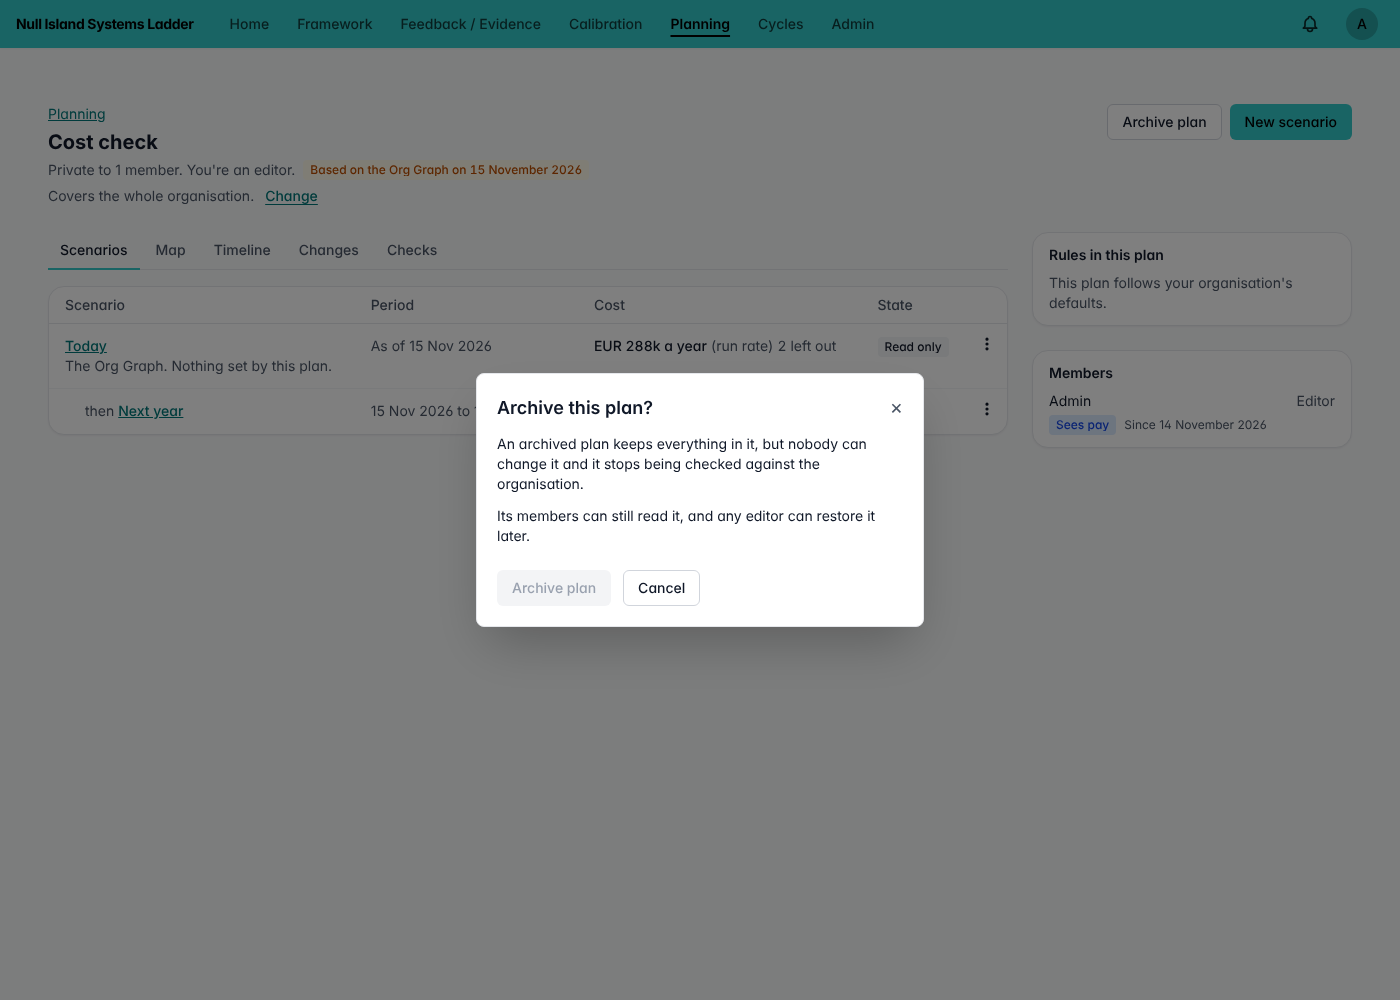 Null Island Systems Ladder Home Framework Feedback / Evidence Calibration Planning Cycles Admin A
Planning
Archive plan New scenario
Cost check
Private to 1 member. You're an editor. Based on the Org Graph on 15 November 2026
Covers the whole organisation. Change
Scenarios Map Timeline Changes Checks
Scenario Period Cost State
Today As of 15 Nov 2026 EUR 288k a year (run rate) 2 left out Read only
The Org Graph. Nothing set by this plan.
then Next year 15 Nov 2026 to
Rules in this plan
This plan follows your organisation's
defaults.
Members
Admin Editor
Sees pay Since 14 November 2026
Archive this plan?
An archived plan keeps everything in it, but nobody can
change it and it stops being checked against the
organisation.
Its members can still read it, and any editor can restore it
later.
Archive plan Cancel